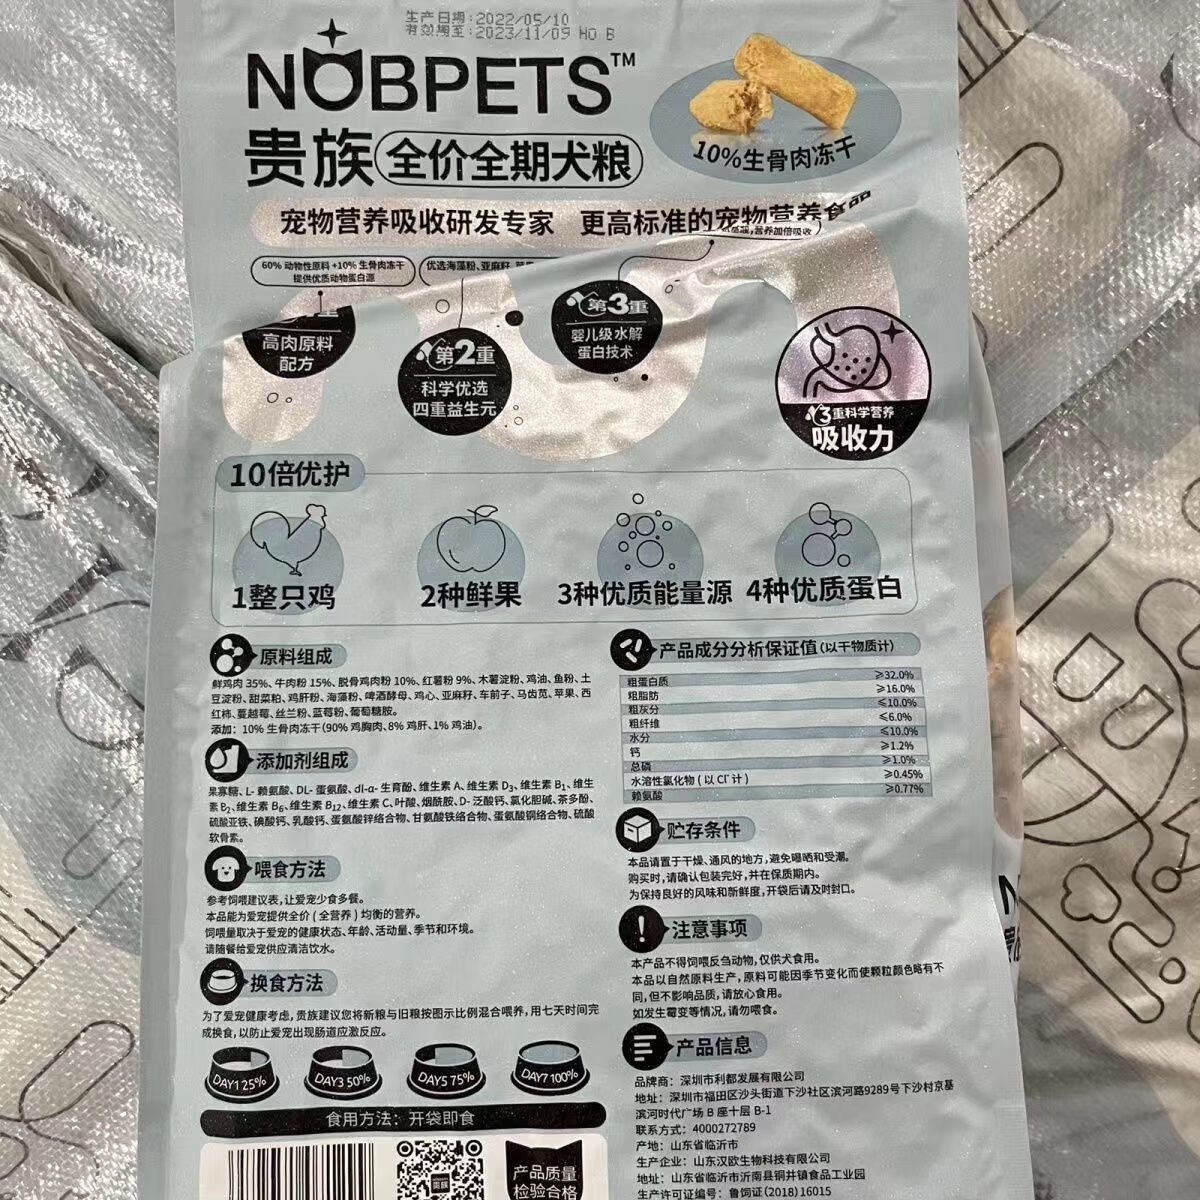 生产日期:2022/05/10
有效期至:2023/11/09 HO B
NOBPETS™
贵族 全价全期犬粮
10%生骨肉冻干
宠物营养吸收研发专家 更高标准的宠物营养食品
营养加倍吸收
60% 动物性原料+10% 生骨肉冻干
提供优质动物蛋白源
优选海藻粉、亚麻籽、
高肉原料
配方
第2重
科学优选
四重益生元
第3重
婴儿级水解
蛋白技术
3重科学营养
吸收力
10倍优护
1整只鸡
2种鲜果
3种优质能量源
4种优质蛋白
原料组成
鲜鸡肉 35%、牛肉粉 15%、脱骨鸡肉粉 10%、红薯粉 9%、木薯淀粉、鸡油、鱼粉、土
豆淀粉、甜菜粕、鸡肝粉、海藻粉、啤酒酵母、鸡心、亚麻籽、车前子、马齿苋、苹果、西
红柿、蔓越莓、丝兰粉、蓝莓粉、葡萄糖胺。
添加：10% 生骨肉冻干(90% 鸡胸肉、8% 鸡肝、1% 鸡油)。
添加剂组成
果寡糖、L- 赖氨酸、DL- 蛋氨酸、dl-α- 生育酚、维生素 A、维生素 D3、维生素 B1、维生
素 B2、维生素 B6、维生素 B12、维生素 C、叶酸、烟酰胺、D- 泛酸钙、氯化胆碱、茶多酚、
硫酸亚铁、碘酸钙、乳酸钙、蛋氨酸锌络合物、甘氨酸铁络合物、蛋氨酸铜络合物、硫酸
软骨素。
喂食方法
参考饲喂建议表,让爱宠少食多餐。
本品能为爱宠提供全价 ( 全营养 ) 均衡的营养。
饲喂量取决于爱宠的健康状态、年龄、活动量、季节和环境。
请随餐给爱宠供应清洁饮水。
换食方法
为了爱宠健康考虑,贵族建议您将新粮与旧粮按图示比例混合喂养,用七天时间完
成换食,以防止爱宠出现肠道应激反应。
DAY1 25%
DAY3 50%
DAY5 75%
DAY7 100%
食用方法：开袋即食
贵族
产品质量
检验合格
产品成分分析保证值(以干物质计)
粗蛋白质 ≥32.0%
粗脂肪 ≥16.0%
粗灰分 ≤10.0%
粗纤维 ≤6.0%
水分 ≤10.0%
钙 ≥1.2%
总磷 ≥1.0%
水溶性氯化物 ( 以 Cl⁻ 计 ) ≥0.45%
赖氨酸 ≥0.77%
贮存条件
本品请置于干燥、通风的地方,避免曝晒和受潮。
购买时,请确认包装完好,并在保质期内。
为保持良好的风味和新鲜度,开袋后请及时封口。
注意事项
本产品不得饲喂反刍动物,仅供犬食用。
本品以自然原料生产,原料可能因季节变化而使颗粒颜色略有不
同,但不影响品质,请放心食用。
如发生霉变等情况,请勿喂食。
产品信息
品牌商：深圳市利都发展有限公司
地址：深圳市福田区沙头街道下沙社区滨河路9289号下沙村京基
滨河时代广场 B 座十层 B-1
联系方式：4000272789
产地：山东省临沂市
生产企业：山东汉欧生物科技有限公司
地址：山东省临沂市沂南县铜井镇食品工业园
生产许可证编号：鲁饲证(2018)16015